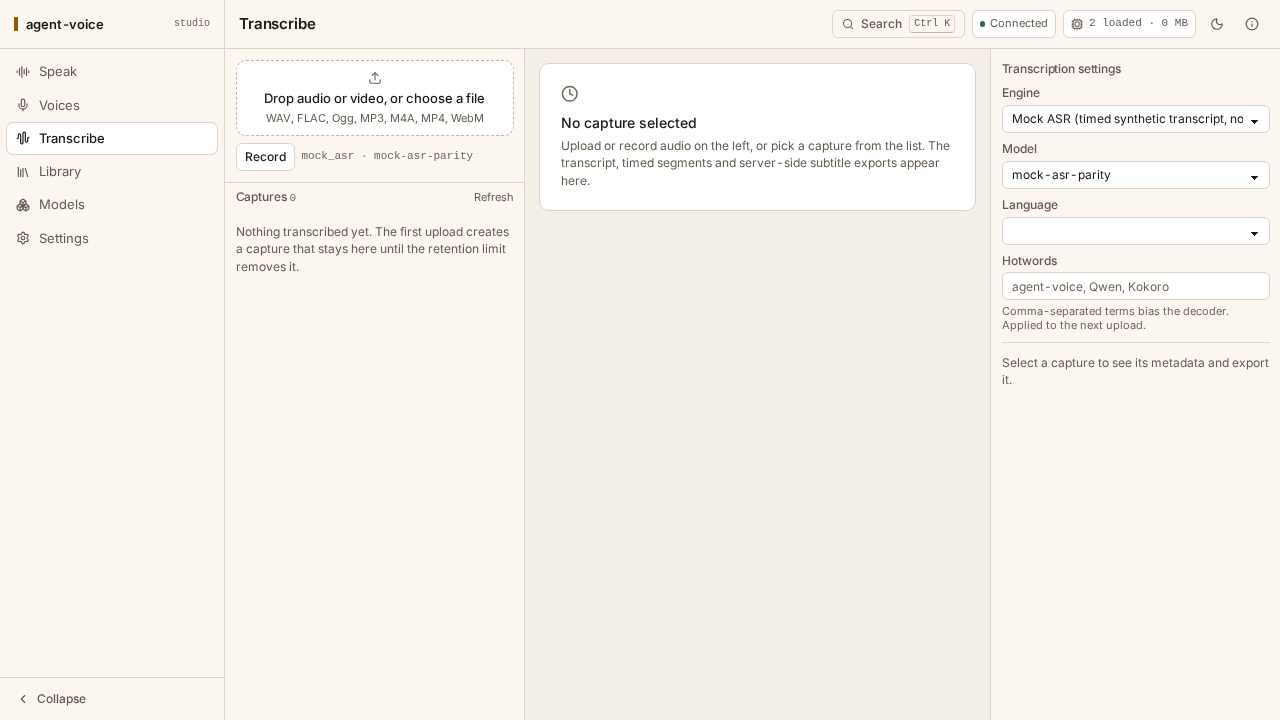 agent-voice
studio
Transcribe
Search
Ctrl K
Connected
2 loaded · 0 MB
Speak
Voices
Transcribe
Library
Models
Settings
Collapse
Drop audio or video, or choose a file
WAV, FLAC, Ogg, MP3, M4A, MP4, WebM
Record
mock_asr · mock-asr-parity
Captures 0
Refresh
Nothing transcribed yet. The first upload creates
a capture that stays here until the retention limit
removes it.
No capture selected
Upload or record audio on the left, or pick a capture from the list. The
transcript, timed segments and server-side subtitle exports appear
here.
Transcription settings
Engine
Mock ASR (timed synthetic transcript, no
Model
mock-asr-parity
Language
Hotwords
agent-voice, Qwen, Kokoro
Comma-separated terms bias the decoder.
Applied to the next upload.
Select a capture to see its metadata and export
it.